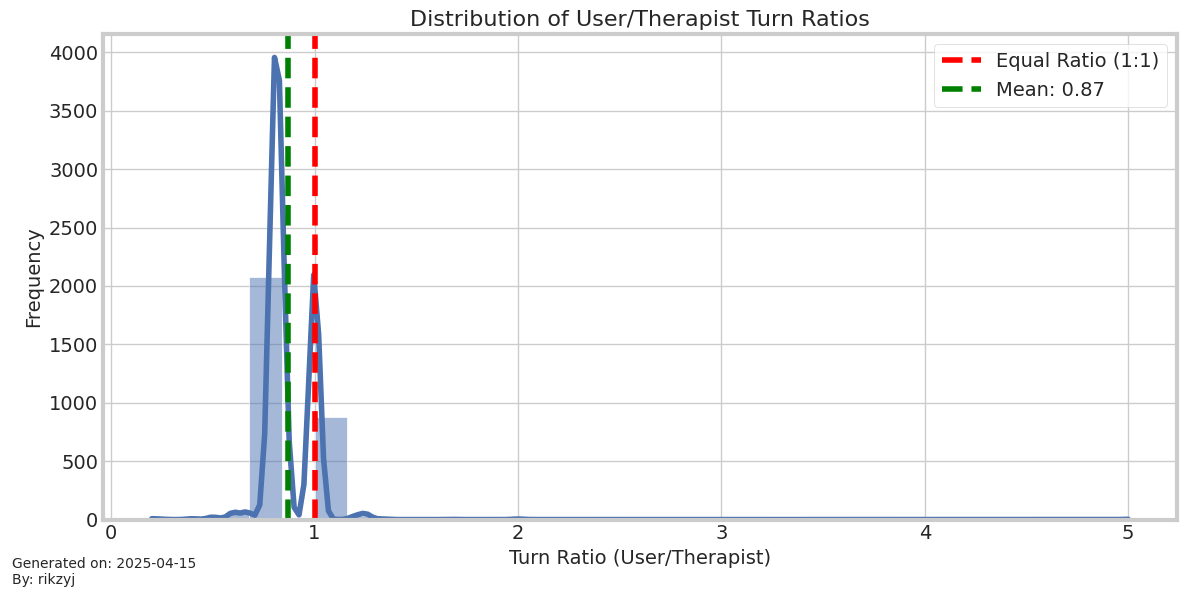 Distribution of User/Therapist Turn Ratios
Equal Ratio (1:1)
Mean: 0.87
Frequency
4000
3500
3000
2500
2000
1500
1000
500
0
0 1 2 3 4 5
Turn Ratio (User/Therapist)
Generated on: 2025-04-15
By: rikzyj